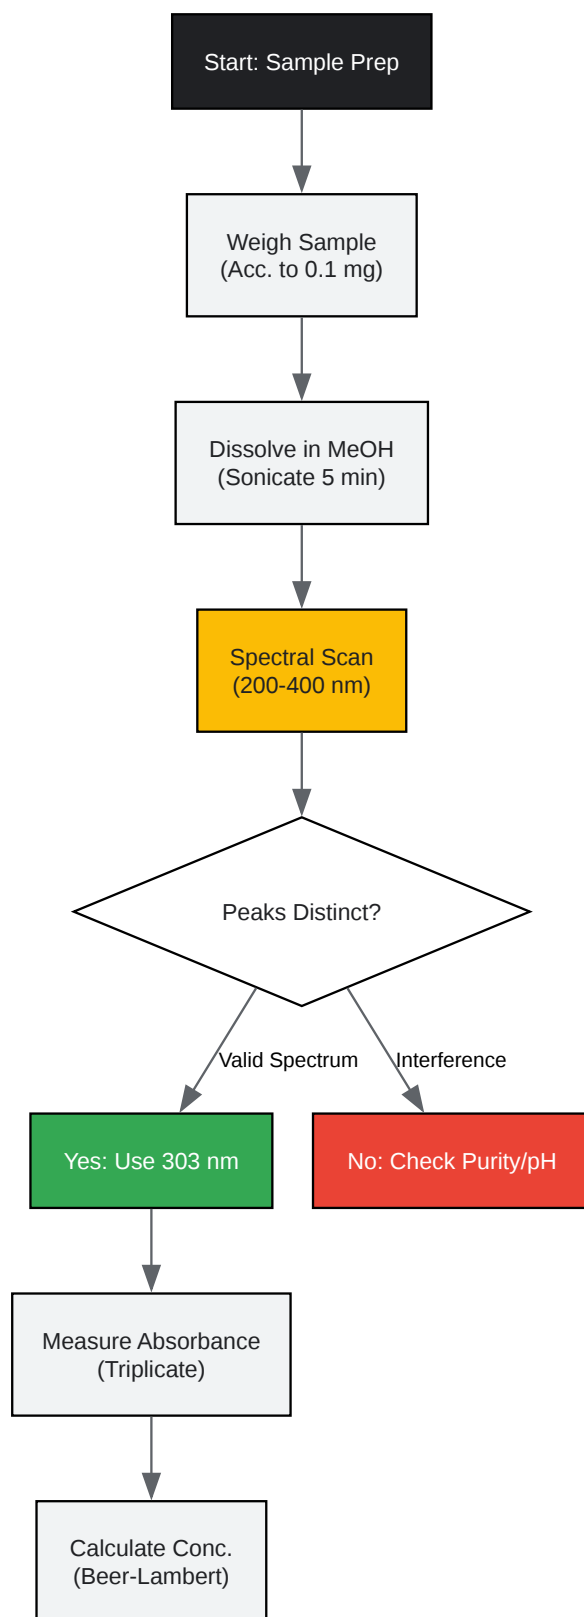 Start: Sample Prep
Weigh Sample
(Acc. to 0.1 mg)
Dissolve in MeOH
(Sonicate 5 min)
Spectral Scan
(200-400 nm)
Peaks Distinct?
Valid Spectrum
Interference
Yes: Use 303 nm
No: Check Purity/pH
Measure Absorbance
(Triplicate)
Calculate Conc.
(Beer-Lambert)